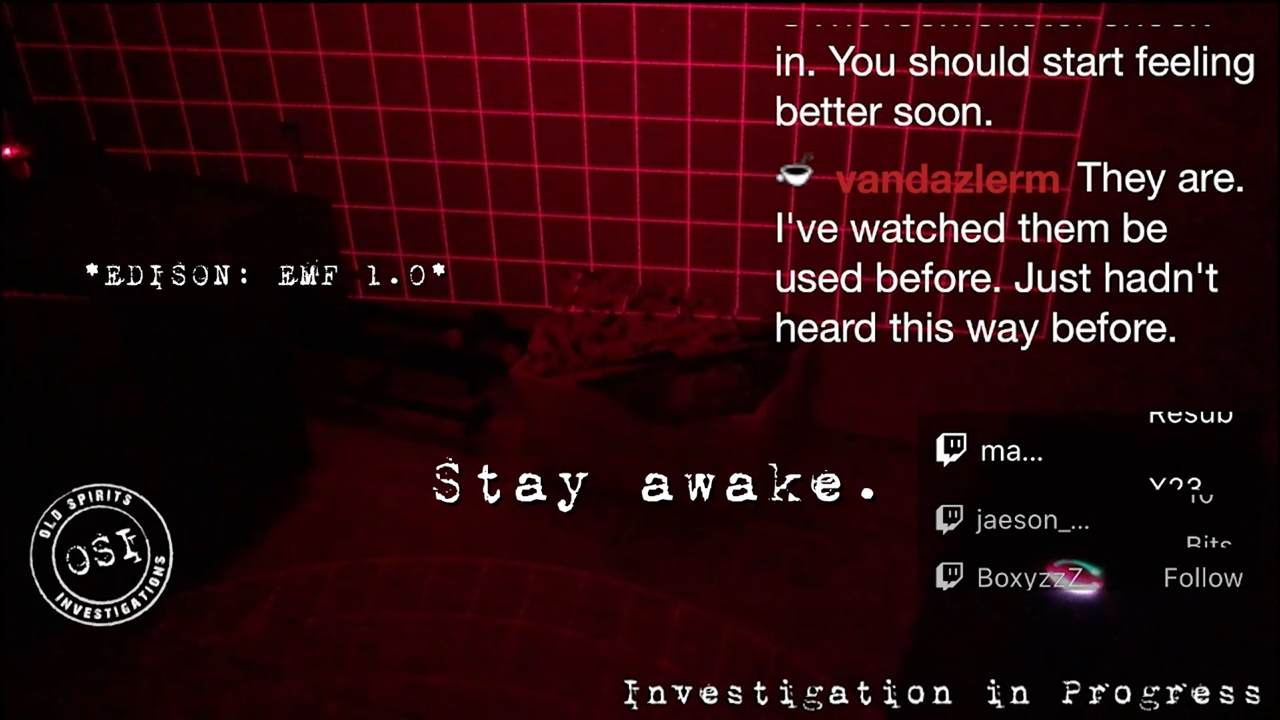 in. You should start feeling
better soon.
vandazlerm They are.
I've watched them be
used before. Just hadn't
heard this way before.
*EDISON: EMF 1.0*
Resub
ma...
Stay awake.
jaeson_...
Bits
BoxyzzZ Follow
OLD SPIRITS
OSI
INVESTIGATIONS
Investigation in Progress